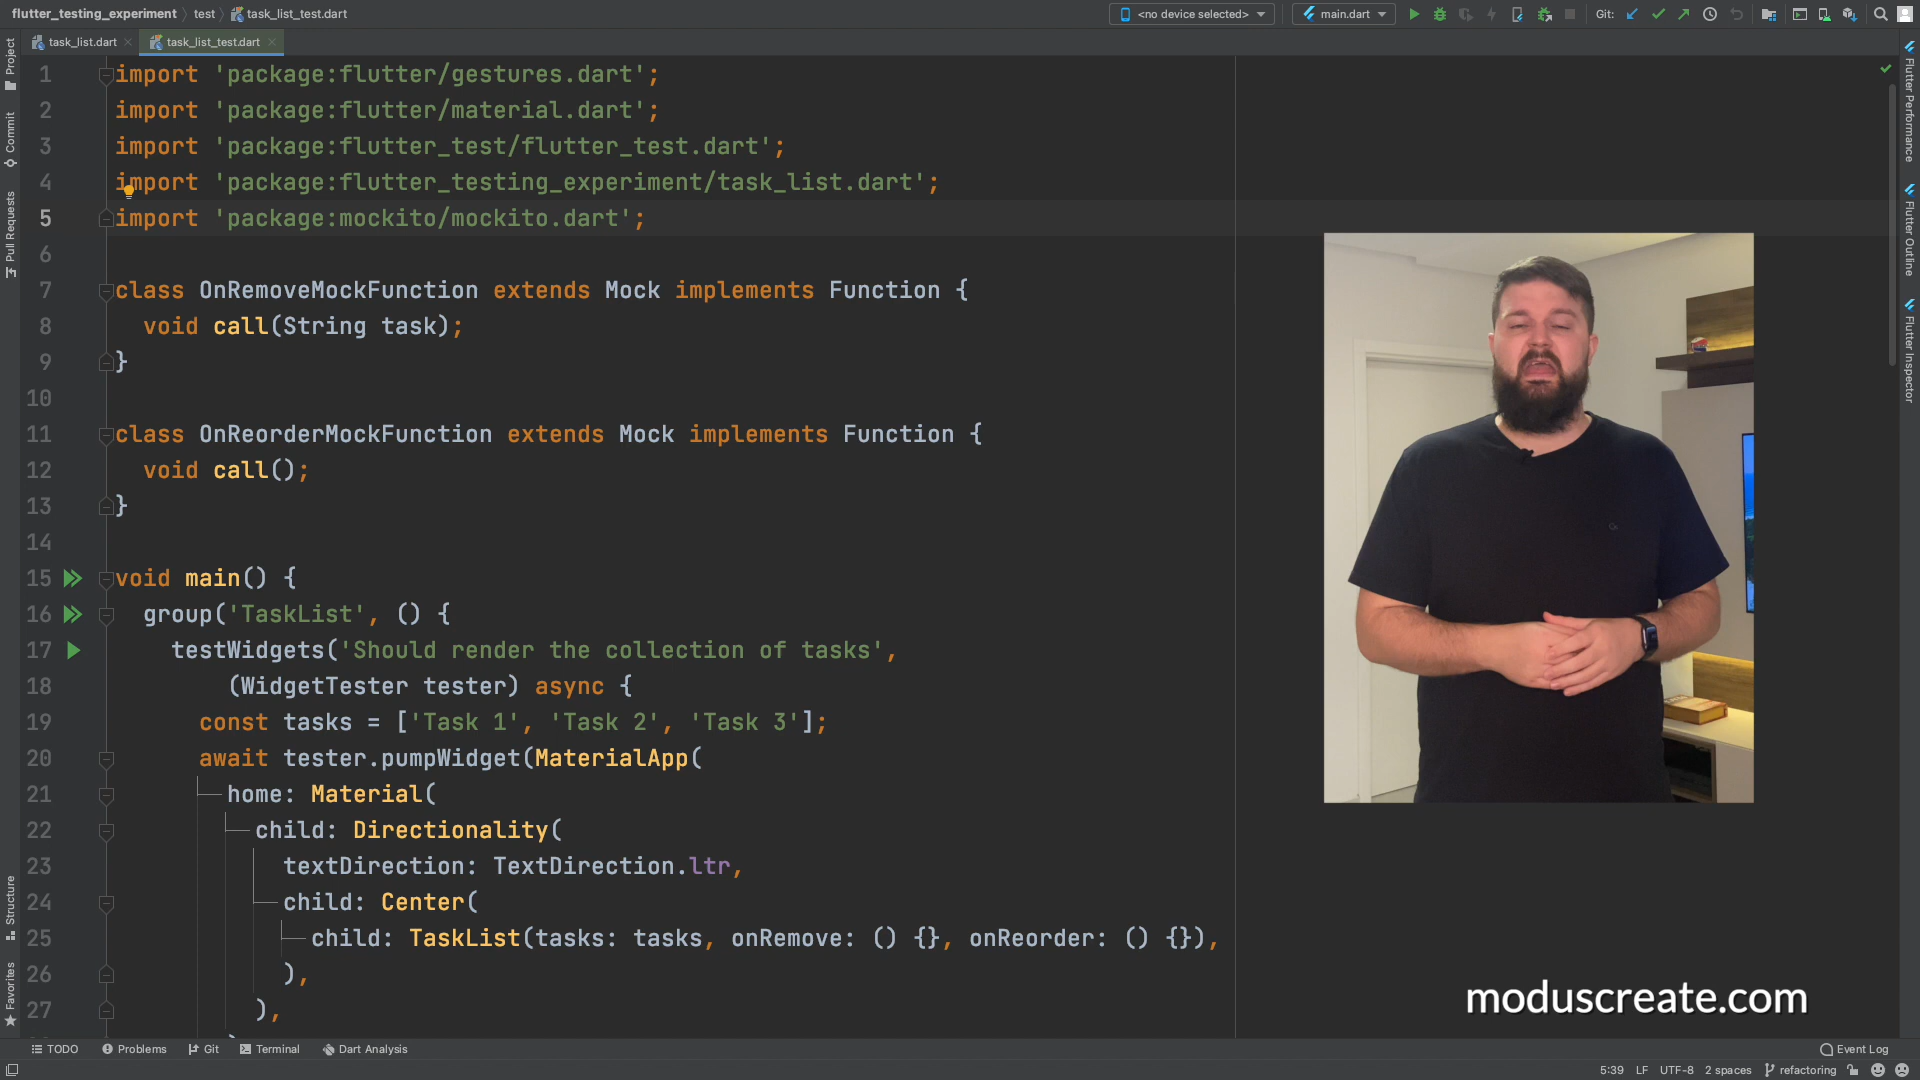 flutter_testing_experiment test task_list_test.dart
<no device selected> main.dart Git:
task_list.dart task_list_test.dart
Project
Commit
Pull Requests
Structure
Favorites
1 import 'package:flutter/gestures.dart';
2 import 'package:flutter/material.dart';
3 import 'package:flutter_test/flutter_test.dart';
4 import 'package:flutter_testing_experiment/task_list.dart';
5 import 'package:mockito/mockito.dart';
6
7 class OnRemoveMockFunction extends Mock implements Function {
8 void call(String task);
9 }
10
11 class OnReorderMockFunction extends Mock implements Function {
12 void call();
13 }
14
15 void main() {
16 group('TaskList', () {
17 testWidgets('Should render the collection of tasks',
18 (WidgetTester tester) async {
19 const tasks = ['Task 1', 'Task 2', 'Task 3'];
20 await tester.pumpWidget(MaterialApp(
21 home: Material(
22 child: Directionality(
23 textDirection: TextDirection.ltr,
24 child: Center(
25 child: TaskList(tasks: tasks, onRemove: () {}, onReorder: () {}),
26 ),
27 ),
Flutter Performance
Flutter Outline
Flutter Inspector
moduscreate.com
TODO Problems Git Terminal Dart Analysis Event Log
5:39 LF UTF-8 2 spaces refactoring